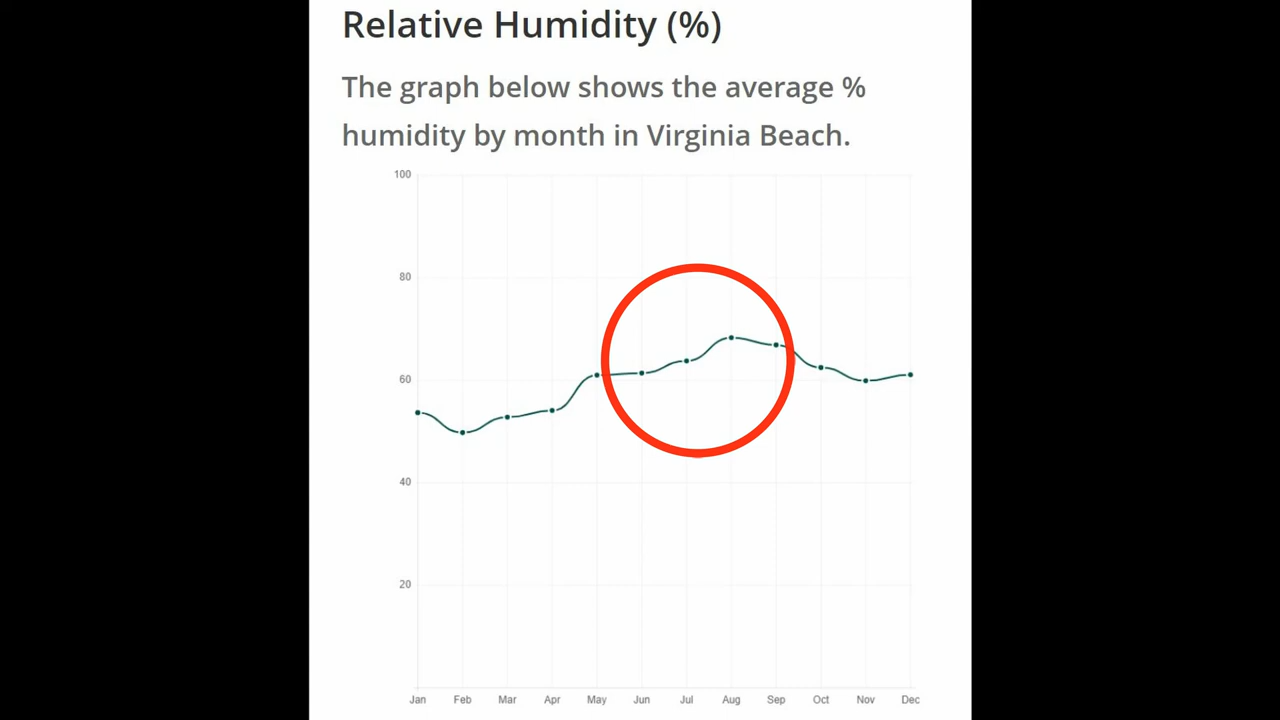 Relative Humidity (%)
The graph below shows the average %
humidity by month in Virginia Beach.
100
80
60
40
20
Jan Feb Mar Apr May Jun Jul Aug Sep Oct Nov Dec